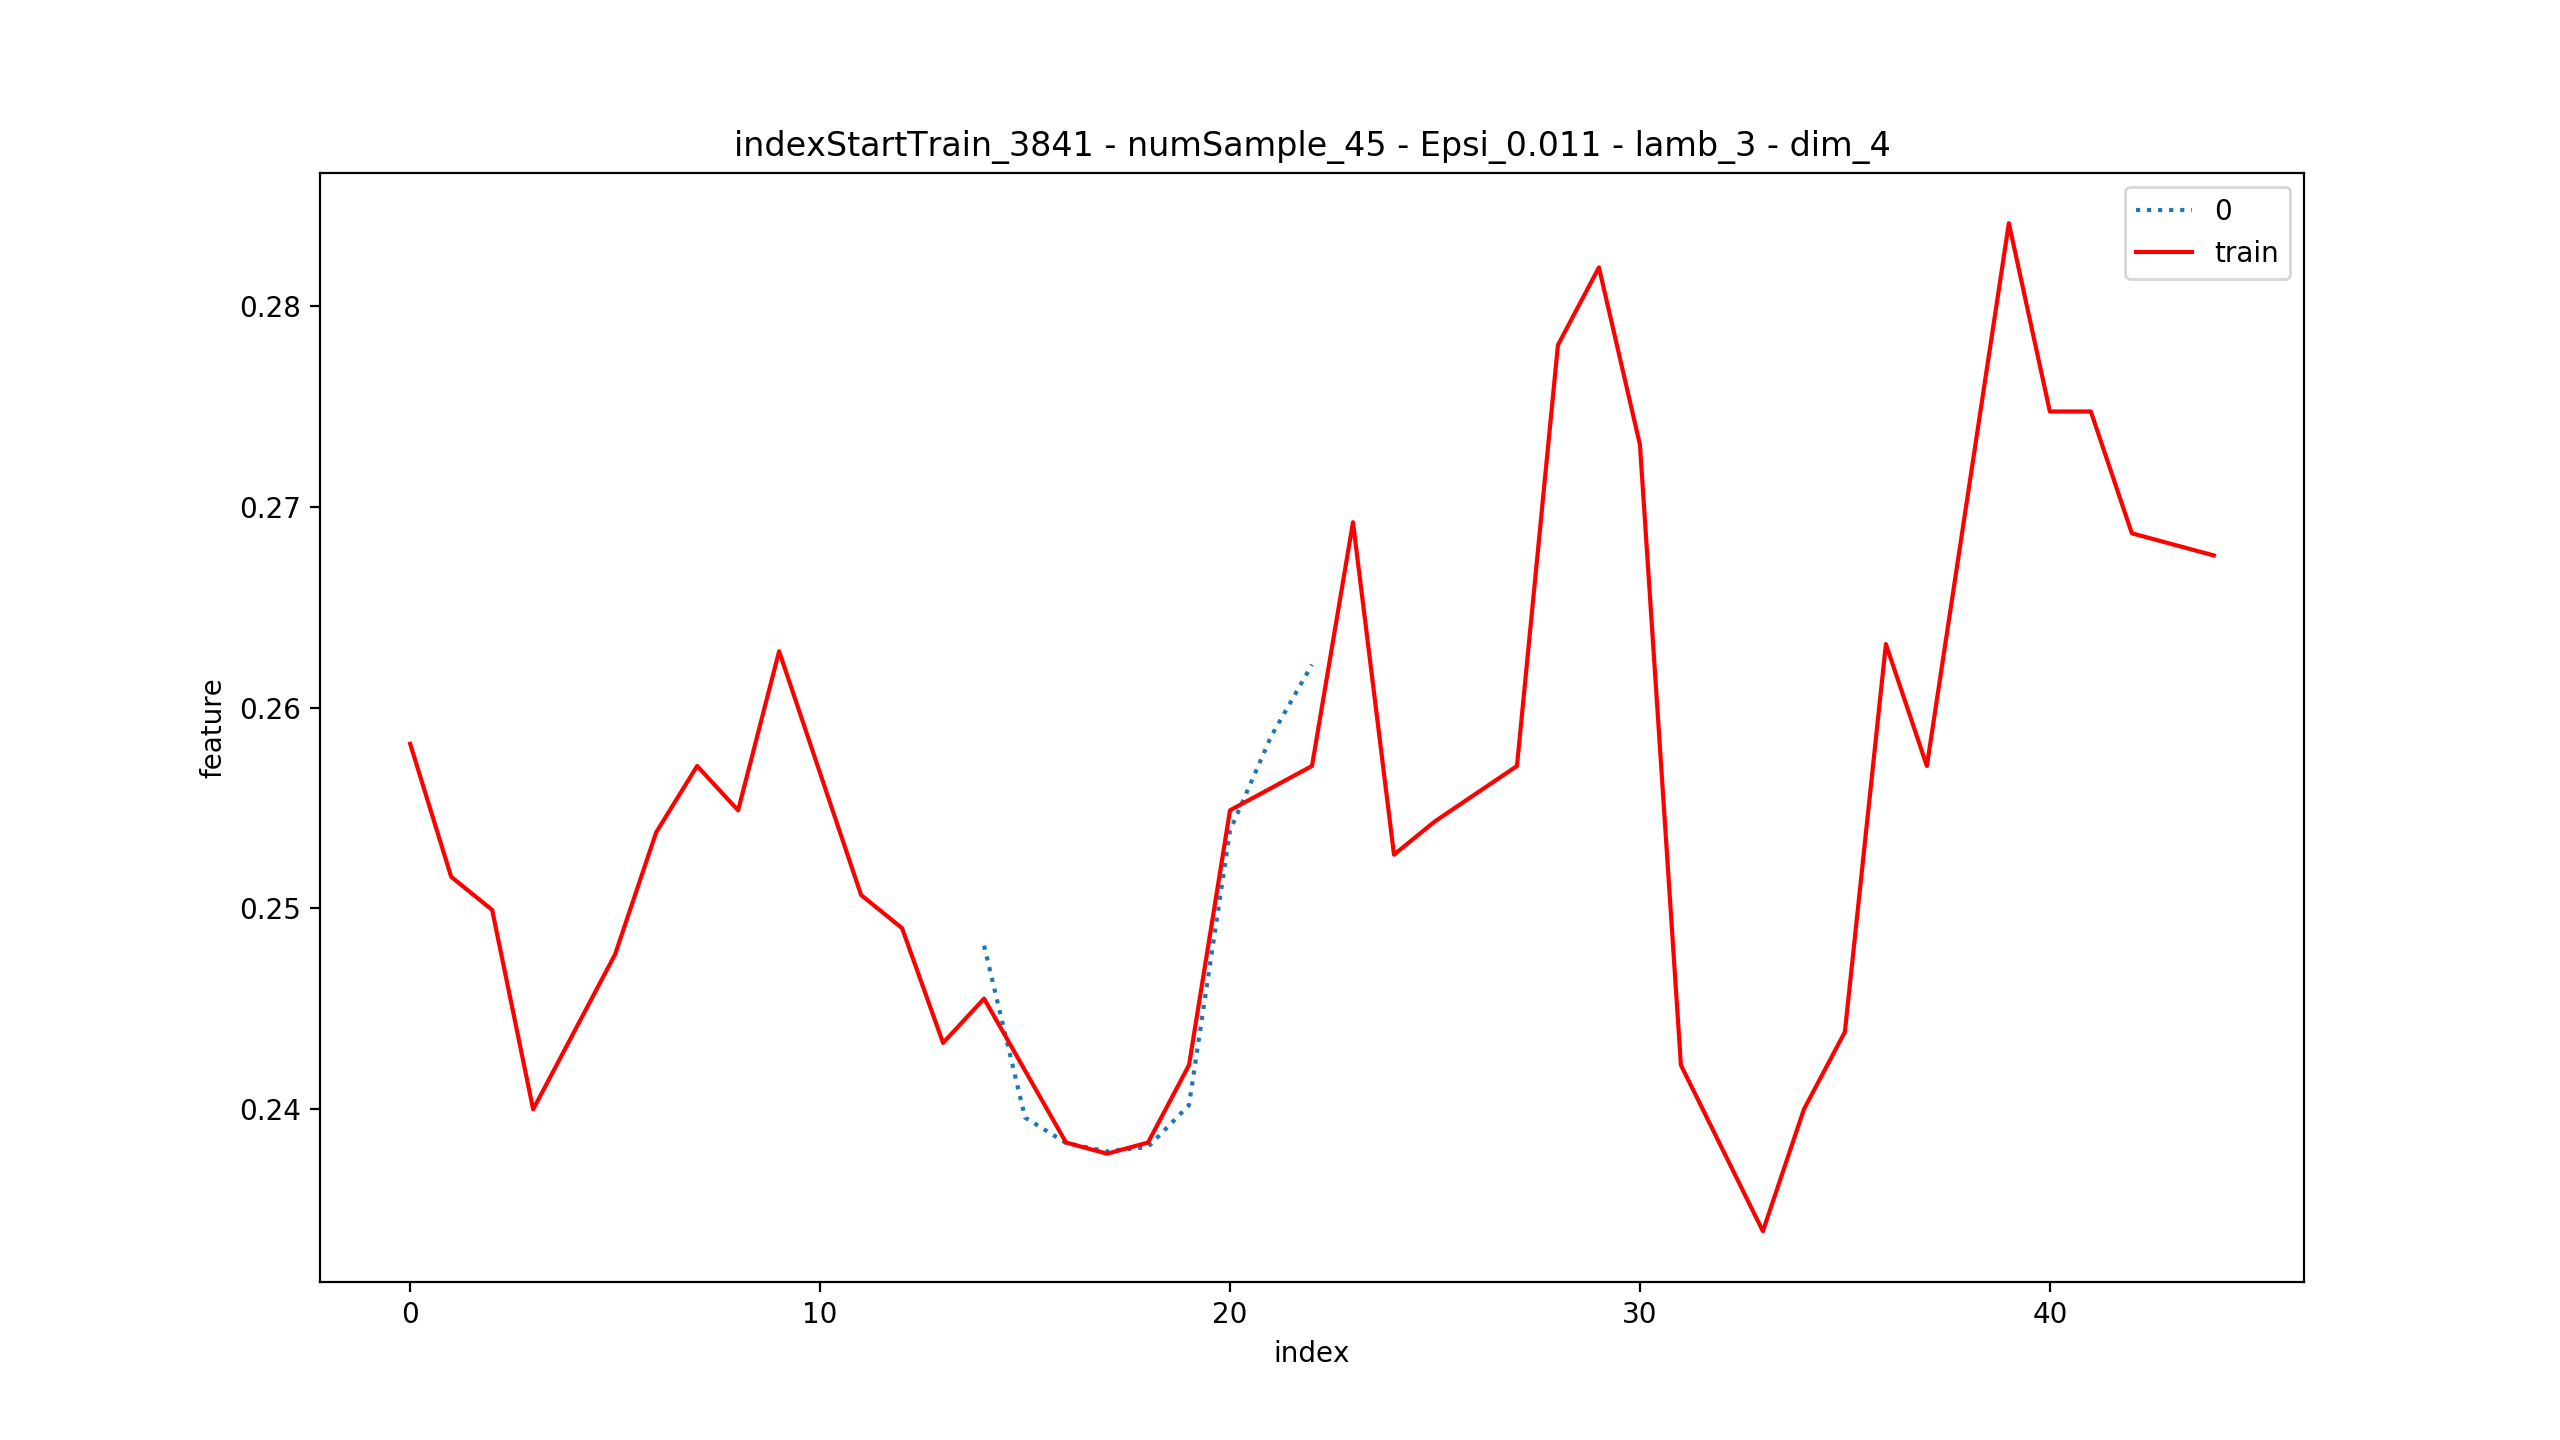 indexStartTrain_3841 - numSample_45 - Epsi_0.011 - lamb_3 - dim_4
0
train
0.28
0.27
0.26
0.25
0.24
feature
0 10 20 30 40
index